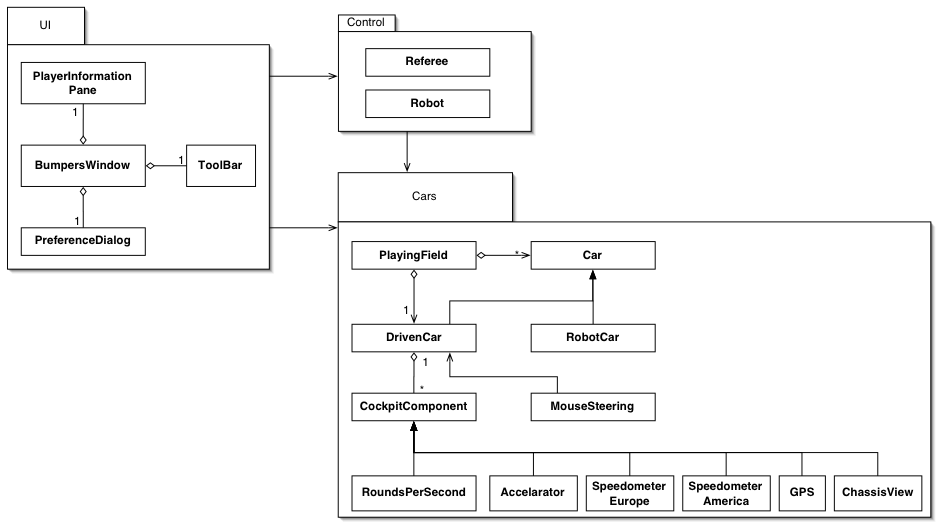 UI
PlayerInformation
Pane
1
BumpersWindow
1
ToolBar
1
PreferenceDialog
Control
Referee
Robot
Cars
PlayingField
*
Car
1
DrivenCar
RobotCar
1
*
CockpitComponent
MouseSteering
RoundsPerSecond
Accelarator
Speedometer
Europe
Speedometer
America
GPS
ChassisView